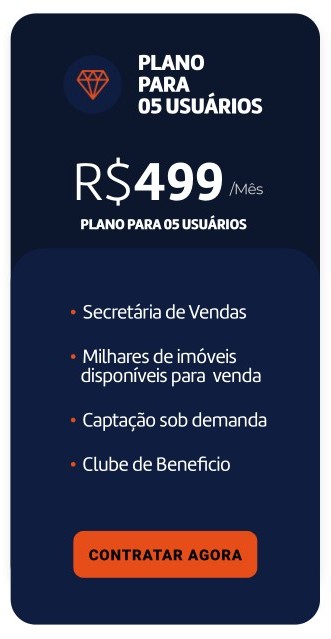 PLANO
PARA
05 USUÁRIOS
R$499 /Mês
PLANO PARA 05 USUÁRIOS
• Secretária de Vendas
• Milhares de imóveis
disponíveis para venda
• Captação sob demanda
• Clube de Beneficio
CONTRATAR AGORA